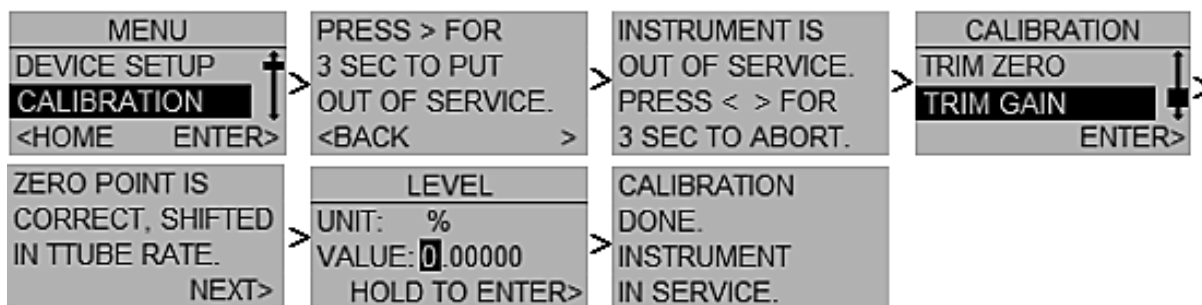 MENU
DEVICE SETUP
CALIBRATION
<HOME ENTER>
>
PRESS > FOR
3 SEC TO PUT
OUT OF SERVICE.
<BACK >
>
INSTRUMENT IS
OUT OF SERVICE.
PRESS < > FOR
3 SEC TO ABORT.
>
CALIBRATION
TRIM ZERO
TRIM GAIN
ENTER>
>
ZERO POINT IS
CORRECT, SHIFTED
IN TTUBE RATE.
NEXT>
>
LEVEL
UNIT: %
VALUE: 0.00000
HOLD TO ENTER>
>
CALIBRATION
DONE.
INSTRUMENT
IN SERVICE.